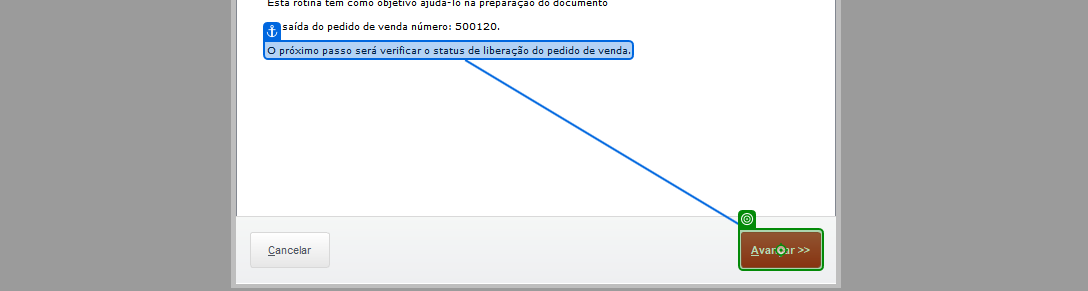 Esta rotina tem como objetivo ajudá-lo na preparação do documento
saída do pedido de venda número: 500120.
O próximo passo será verificar o status de liberação do pedido de venda.
Cancelar
Avançar >>